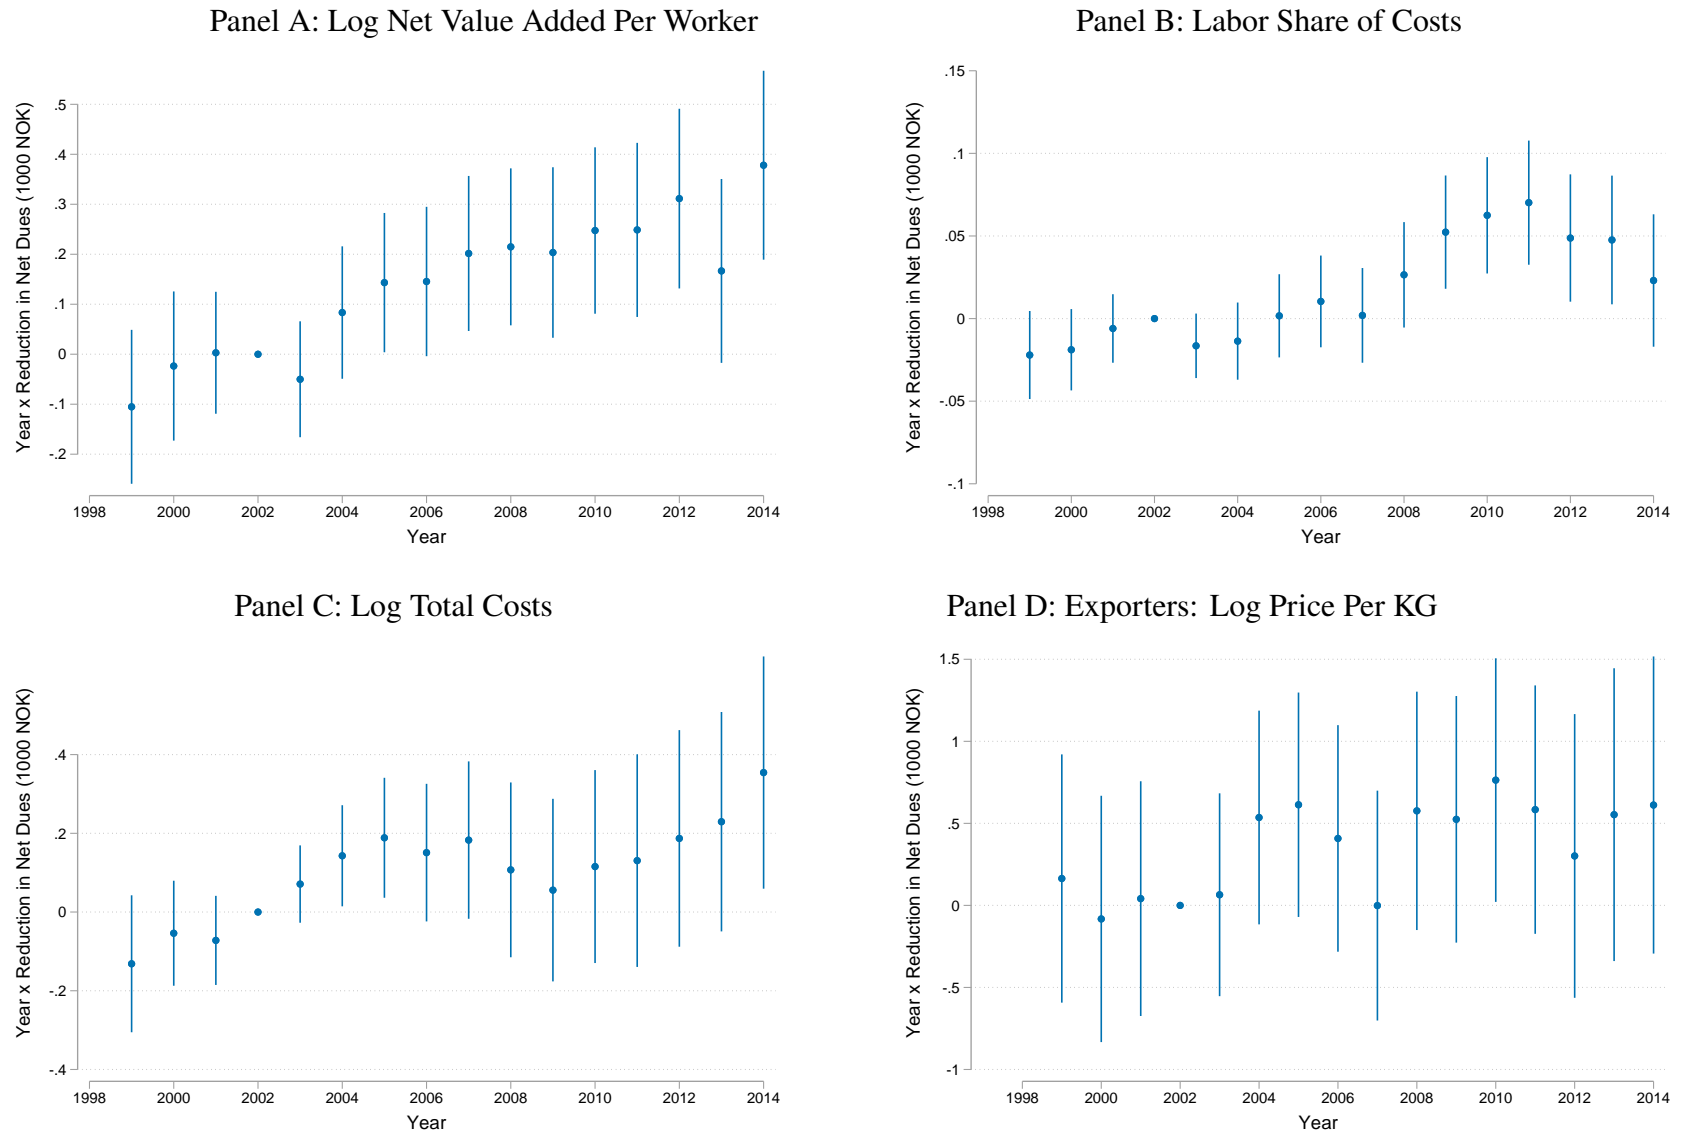 Panel A: Log Net Value Added Per Worker
Year x Reduction in Net Dues (1000 NOK)
.5
.4
.3
.2
.1
0
-.1
-.2
1998 2000 2002 2004 2006 2008 2010 2012 2014
Year
Panel B: Labor Share of Costs
Year x Reduction in Net Dues (1000 NOK)
.15
.1
.05
0
-.05
-.1
1998 2000 2002 2004 2006 2008 2010 2012 2014
Year
Panel C: Log Total Costs
Year x Reduction in Net Dues (1000 NOK)
.4
.2
0
-.2
-.4
1998 2000 2002 2004 2006 2008 2010 2012 2014
Year
Panel D: Exporters: Log Price Per KG
Year x Reduction in Net Dues (1000 NOK)
1.5
1
.5
0
-.5
-1
1998 2000 2002 2004 2006 2008 2010 2012 2014
Year